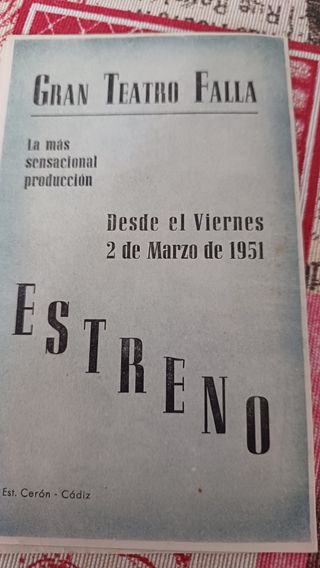 GRAN TEATRO FALLA
La más
sensacional
producción
Desde el Viernes
2 de Marzo de 1951
ESTRENO
Est. Cerón - Cádiz